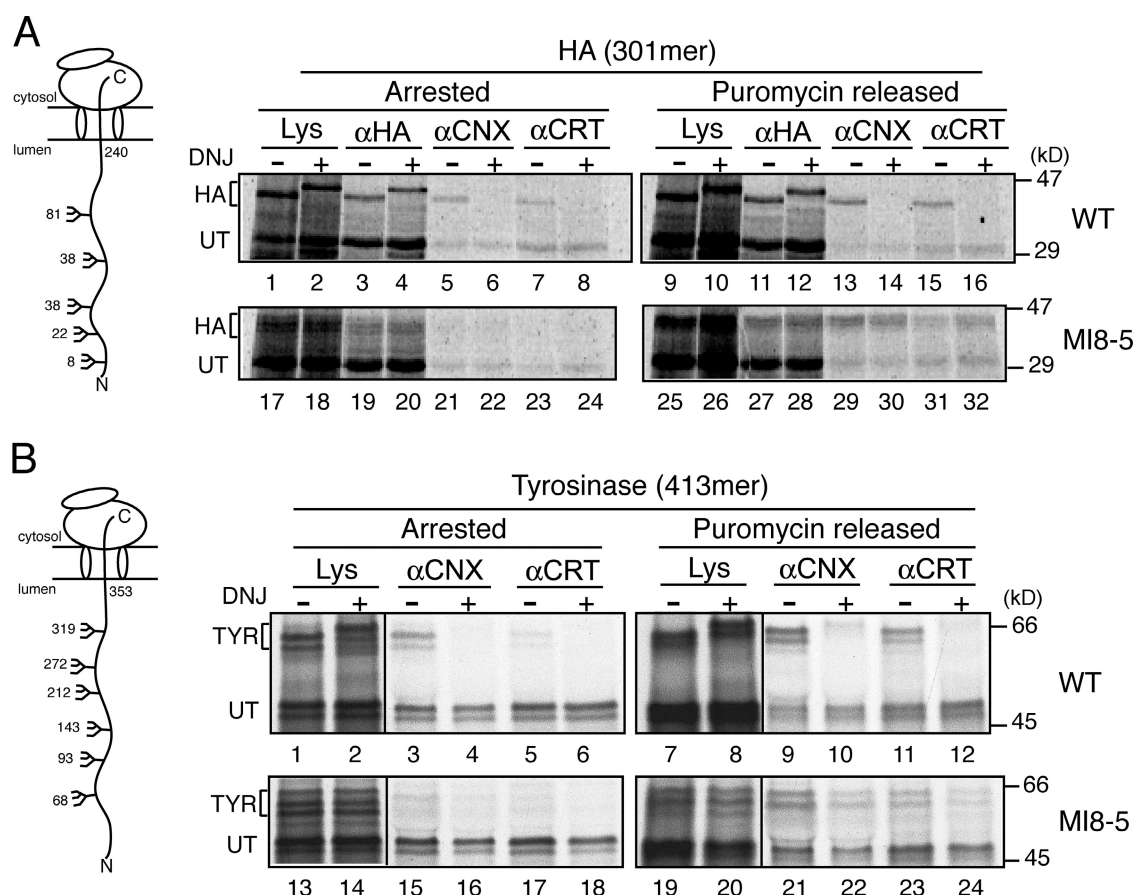 A
HA (301mer)
Arrested Puromycin released
Lys αHA αCNX αCRT Lys αHA αCNX αCRT
DNJ - + - + - + - + - + - + - + - + (kD)
C
cytosol
lumen
240
81
38
38
22
8
N
HA
UT
47
29
WT
1 2 3 4 5 6 7 8 9 10 11 12 13 14 15 16
HA
UT
47
29
MI8-5
17 18 19 20 21 22 23 24 25 26 27 28 29 30 31 32
B
Tyrosinase (413mer)
Arrested Puromycin released
Lys αCNX αCRT Lys αCNX αCRT
DNJ - + - + - + - + - + - + (kD)
C
cytosol
lumen
353
319
272
212
143
93
68
N
TYR
UT
66
45
WT
1 2 3 4 5 6 7 8 9 10 11 12
TYR
UT
66
45
MI8-5
13 14 15 16 17 18 19 20 21 22 23 24